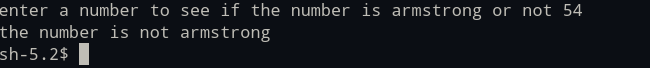 enter a number to see if the number is armstrong or not 54
the number is not armstrong
sh-5.2$